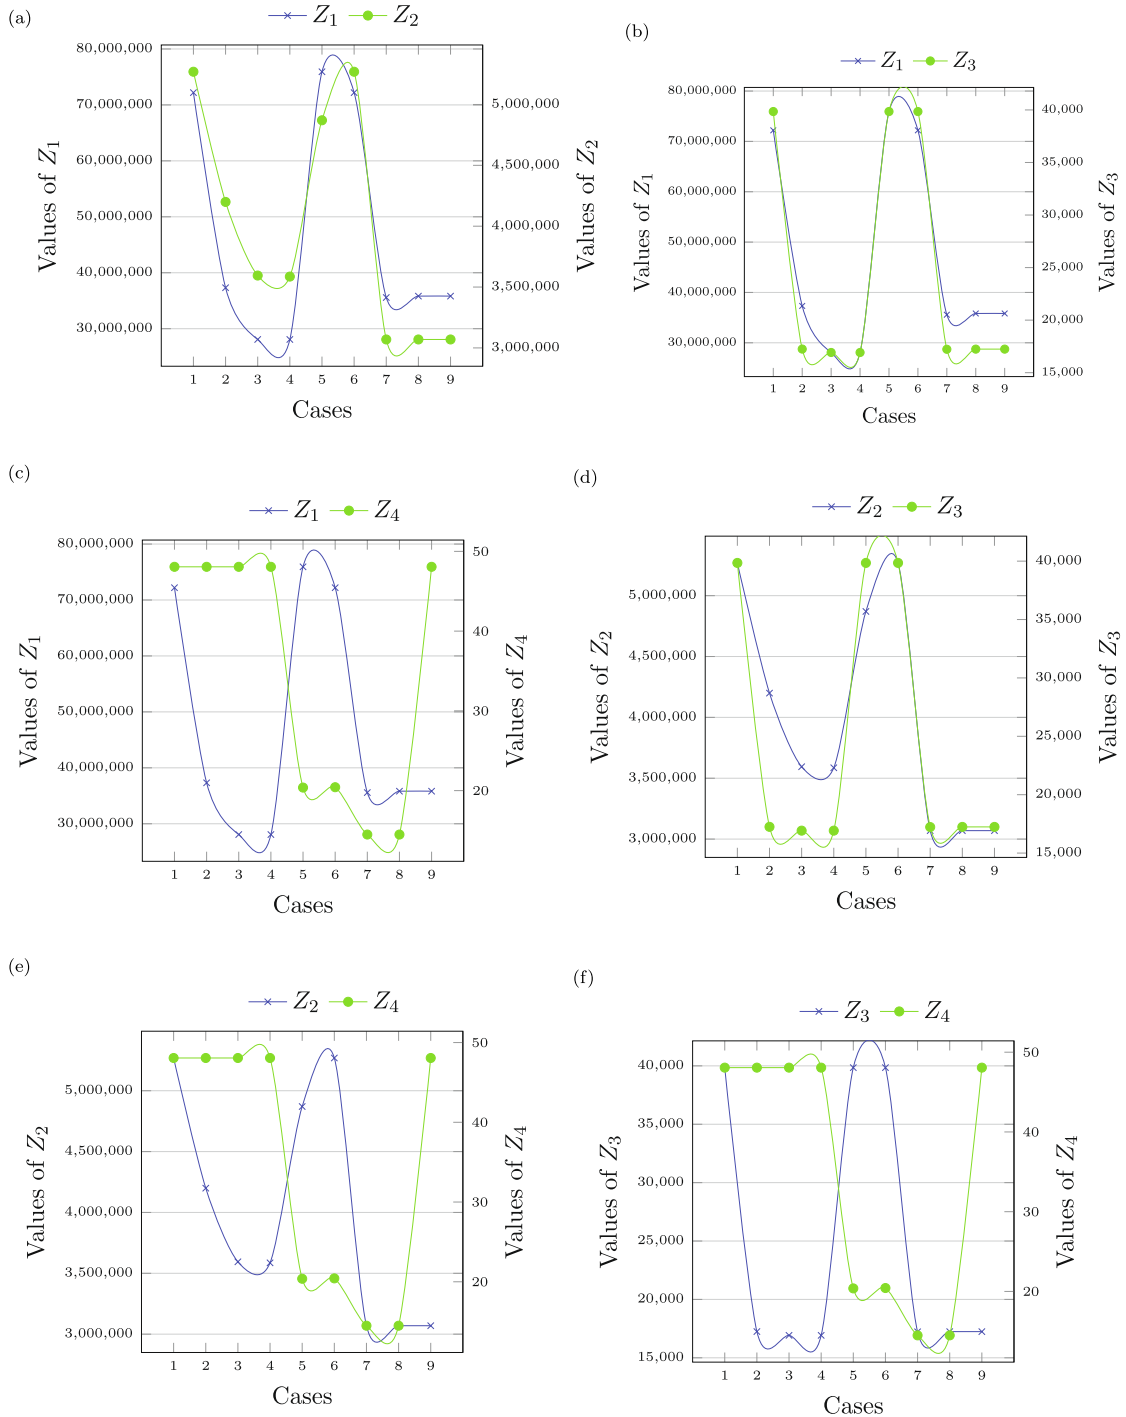 (a)
Z1 Z2
80,000,000
70,000,000
60,000,000
50,000,000
40,000,000
30,000,000
Values of Z1
5,000,000
4,500,000
4,000,000
3,500,000
3,000,000
Values of Z2
1 2 3 4 5 6 7 8 9
Cases
(b)
Z1 Z3
80,000,000
70,000,000
60,000,000
50,000,000
40,000,000
30,000,000
Values of Z1
40,000
35,000
30,000
25,000
20,000
15,000
Values of Z3
1 2 3 4 5 6 7 8 9
Cases
(c)
Z1 Z4
80,000,000
70,000,000
60,000,000
50,000,000
40,000,000
30,000,000
Values of Z1
50
40
30
20
Values of Z4
1 2 3 4 5 6 7 8 9
Cases
(d)
Z2 Z3
5,000,000
4,500,000
4,000,000
3,500,000
3,000,000
Values of Z2
40,000
35,000
30,000
25,000
20,000
15,000
Values of Z3
1 2 3 4 5 6 7 8 9
Cases
(e)
Z2 Z4
5,000,000
4,500,000
4,000,000
3,500,000
3,000,000
Values of Z2
50
40
30
20
Values of Z4
1 2 3 4 5 6 7 8 9
Cases
(f)
Z3 Z4
40,000
35,000
30,000
25,000
20,000
15,000
Values of Z3
50
40
30
20
Values of Z4
1 2 3 4 5 6 7 8 9
Cases